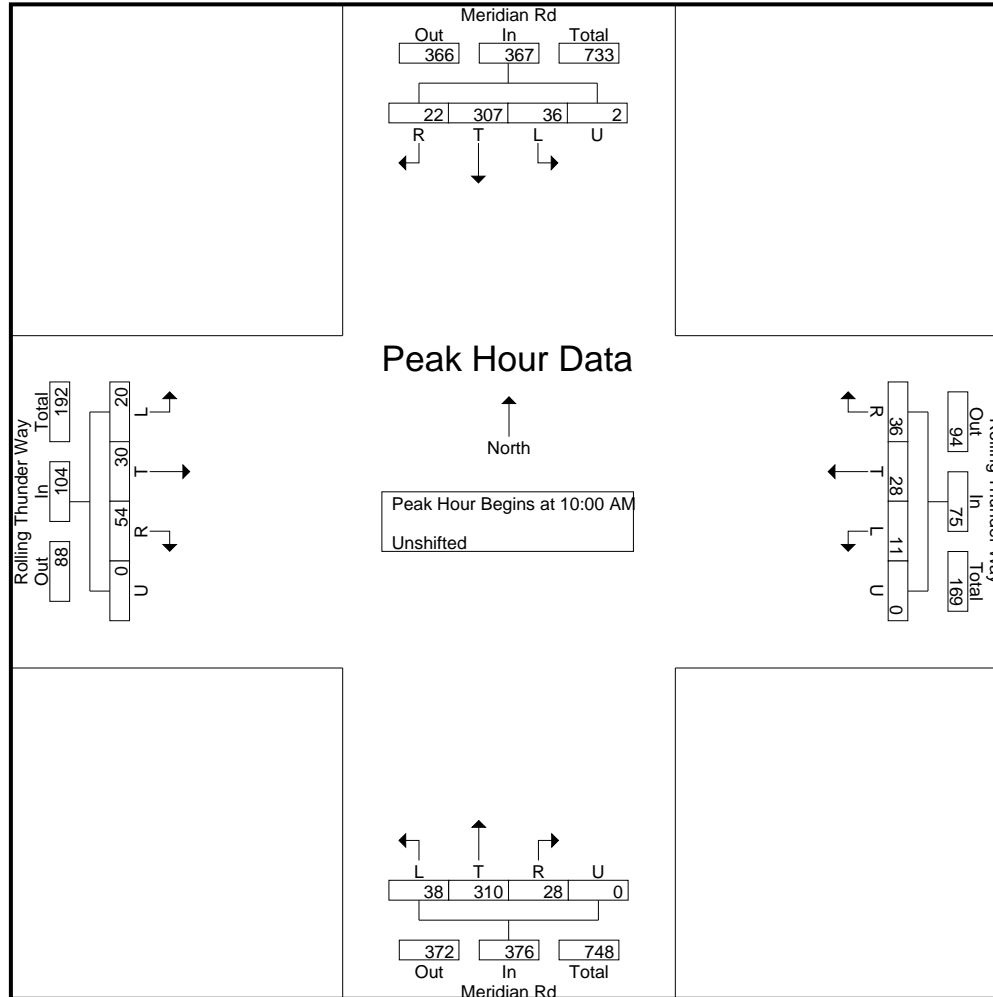 Meridian Rd
Out In Total
366 367 733
22 307 36 2
R T L U
Peak Hour Data
North
Peak Hour Begins at 10:00 AM
Unshifted
Rolling Thunder Way
Total In Out
192 104 88
20 30 54 0
L T R U
Rolling Thunder Way
Out In Total
94 75 169
36 28 11 0
R T L U
L T R U
38 310 28 0
372 376 748
Out In Total
Meridian Rd